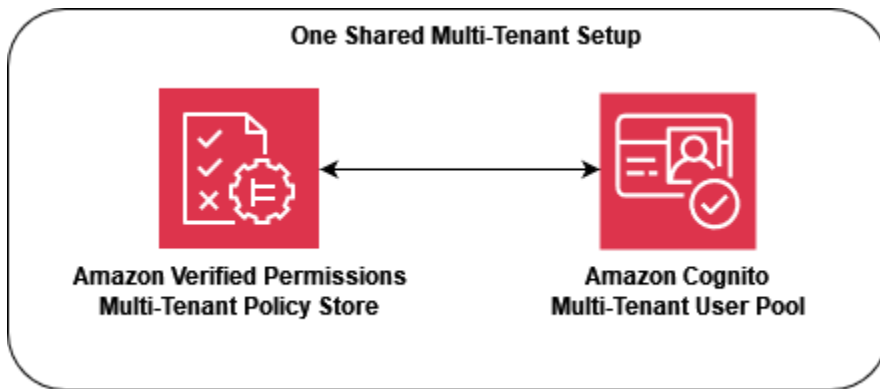 One Shared Multi-Tenant Setup
Amazon Verified Permissions
Multi-Tenant Policy Store
Amazon Cognito
Multi-Tenant User Pool